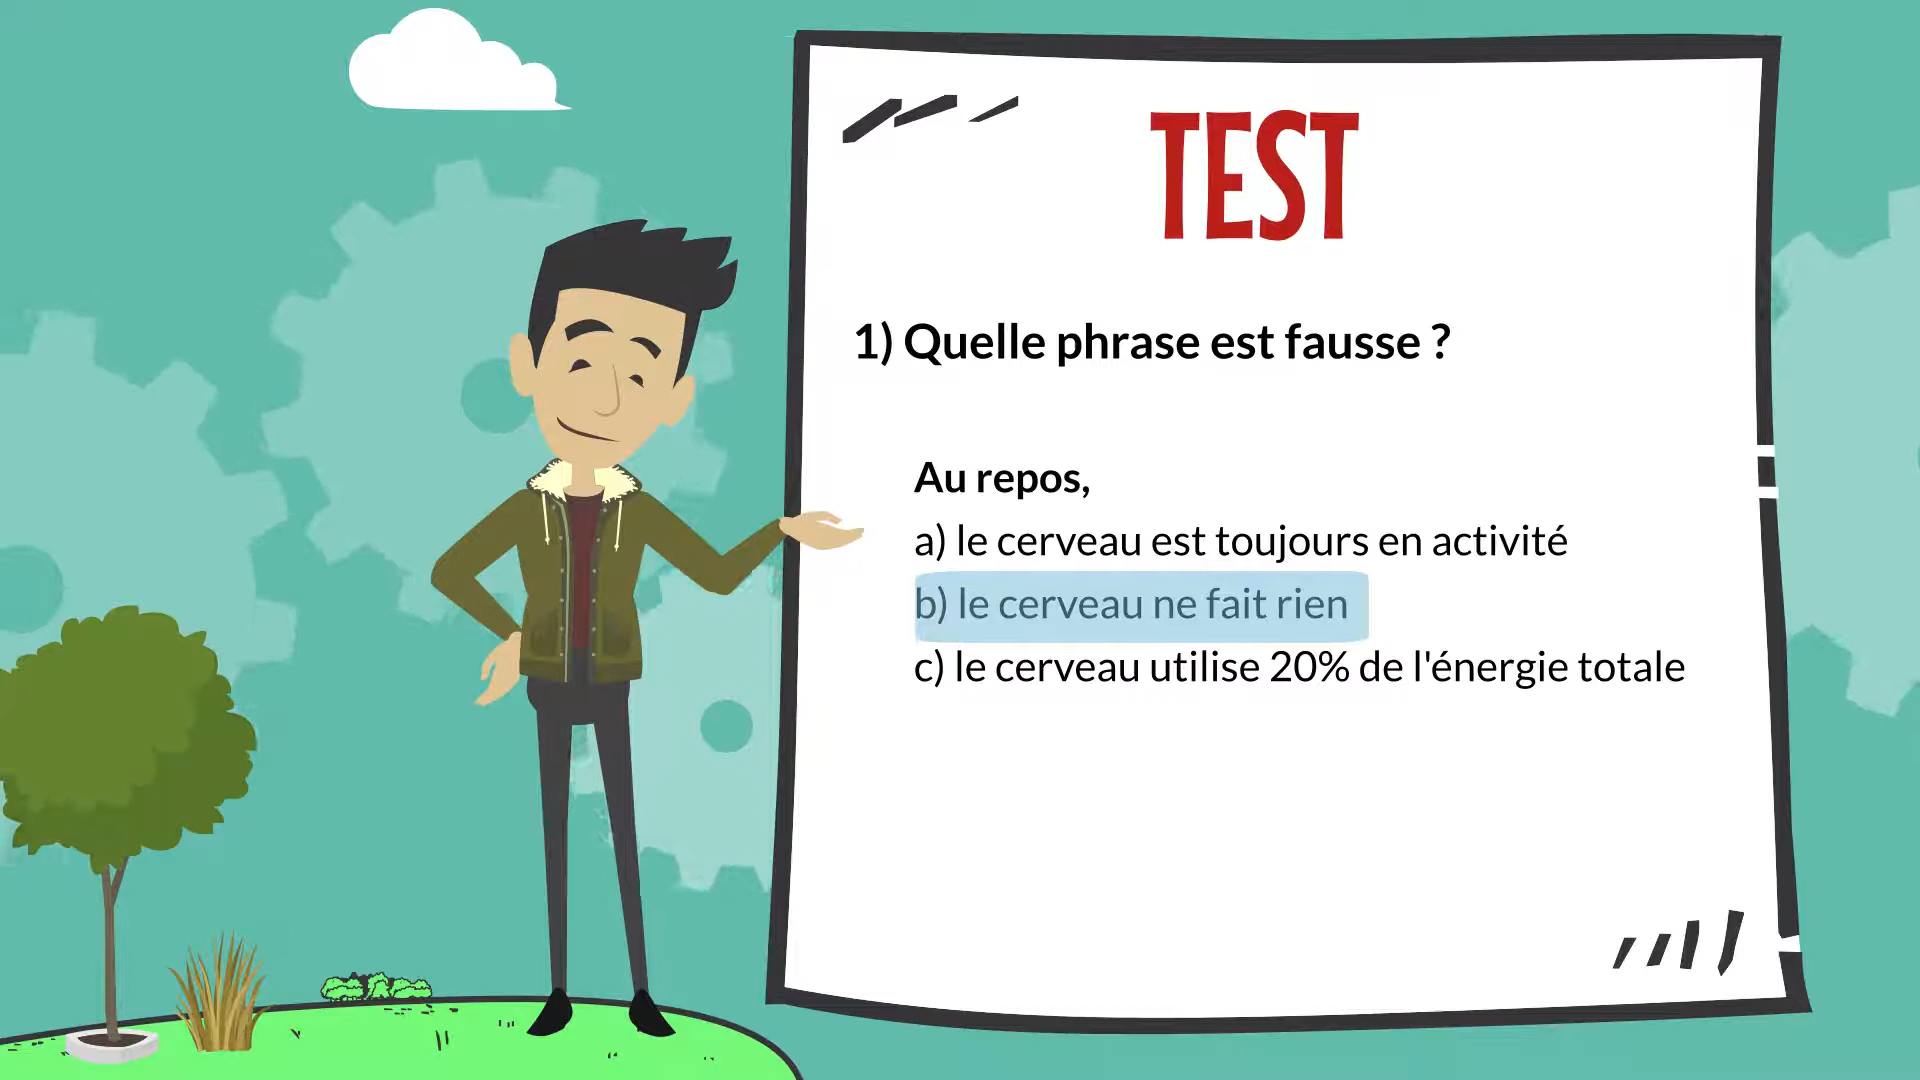 TEST
1) Quelle phrase est fausse ?
Au repos,
a) le cerveau est toujours en activité
b) le cerveau ne fait rien
c) le cerveau utilise 20% de l'énergie totale